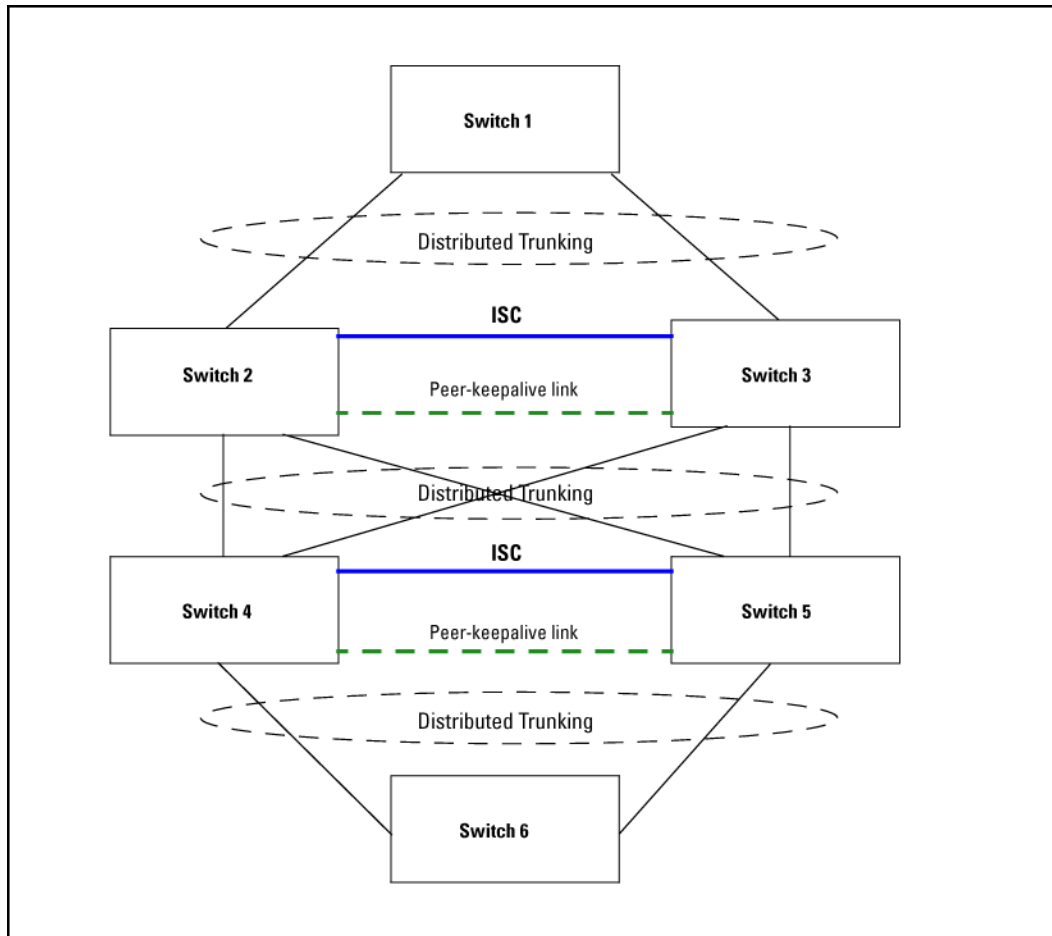 Switch 1
Distributed Trunking
ISC
Switch 2
Switch 3
Peer-keepalive link
Distributed Trunking
ISC
Switch 4
Switch 5
Peer-keepalive link
Distributed Trunking
Switch 6